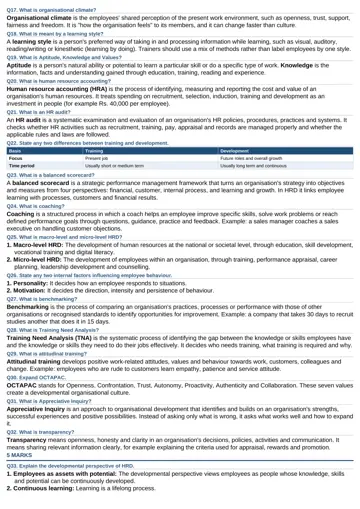 Q17. What is organisational climate?
Organisational climate is the employees' shared perception of the present work environment, such as openness, trust, support,
fairness and freedom. It is "how the organisation feels" to its members, and it can change faster than culture.
Q18. What is meant by a learning style?
A learning style is a person's preferred way of taking in and processing information while learning, such as visual, auditory,
reading/writing or kinesthetic (learning by doing). Trainers should use a mix of methods rather than label employees by one style.
Q19. What is Aptitude, Knowledge and Values?
Aptitude is a person's natural ability or potential to learn a particular skill or do a specific type of work. Knowledge is the
information, facts and understanding gained through education, training, reading and experience.
Q20. What is human resource accounting?
Human resource accounting (HRA) is the process of identifying, measuring and reporting the cost and value of an
organisation's human resources. It treats spending on recruitment, selection, induction, training and development as an
investment in people (for example Rs. 40,000 per employee).
Q21. What is an HR audit?
An HR audit is a systematic examination and evaluation of an organisation's HR policies, procedures, practices and systems. It
checks whether HR activities such as recruitment, training, pay, appraisal and records are managed properly and whether the
applicable rules and laws are followed.
Q22. State any two differences between training and development.
Basis Training Development
Focus Present job Future roles and overall growth
Time period Usually short or medium term Usually long term and continuous
Q23. What is a balanced scorecard?
A balanced scorecard is a strategic performance management framework that turns an organisation's strategy into objectives
and measures from four perspectives: financial, customer, internal process, and learning and growth. In HRD it links employee
learning with processes, customers and financial results.
Q24. What is coaching?
Coaching is a structured process in which a coach helps an employee improve specific skills, solve work problems or reach
defined performance goals through questions, guidance, practice and feedback. Example: a sales manager coaches a sales
executive on handling customer objections.
Q25. What is macro-level and micro-level HRD?
1. Macro-level HRD: The development of human resources at the national or societal level, through education, skill development,
vocational training and digital literacy.
2. Micro-level HRD: The development of employees within an organisation, through training, performance appraisal, career
planning, leadership development and counselling.
Q26. State any two internal factors influencing employee behaviour.
1. Personality: It decides how an employee responds to situations.
2. Motivation: It decides the direction, intensity and persistence of behaviour.
Q27. What is benchmarking?
Benchmarking is the process of comparing an organisation's practices, processes or performance with those of other
organisations or recognised standards to identify opportunities for improvement. Example: a company that takes 30 days to recruit
studies another that does it in 15 days.
Q28. What is Training Need Analysis?
Training Need Analysis (TNA) is the systematic process of identifying the gap between the knowledge or skills employees have
and the knowledge or skills they need to do their jobs effectively. It decides who needs training, what training is required and why.
Q29. What is attitudinal training?
Attitudinal training develops positive work-related attitudes, values and behaviour towards work, customers, colleagues and
change. Example: employees who are rude to customers learn empathy, patience and service attitude.
Q30. Expand OCTAPAC.
OCTAPAC stands for Openness, Confrontation, Trust, Autonomy, Proactivity, Authenticity and Collaboration. These seven values
create a developmental organisational culture.
Q31. What is Appreciative Inquiry?
Appreciative Inquiry is an approach to organisational development that identifies and builds on an organisation's strengths,
successful experiences and positive possibilities. Instead of asking only what is wrong, it asks what works well and how to expand
it.
Q32. What is transparency?
Transparency means openness, honesty and clarity in an organisation's decisions, policies, activities and communication. It
means sharing relevant information clearly, for example explaining the criteria used for appraisal, rewards and promotion.
5 MARKS
Q33. Explain the developmental perspective of HRD.
1. Employees as assets with potential: The developmental perspective views employees as people whose knowledge, skills
and potential can be continuously developed.
2. Continuous learning: Learning is a lifelong process.